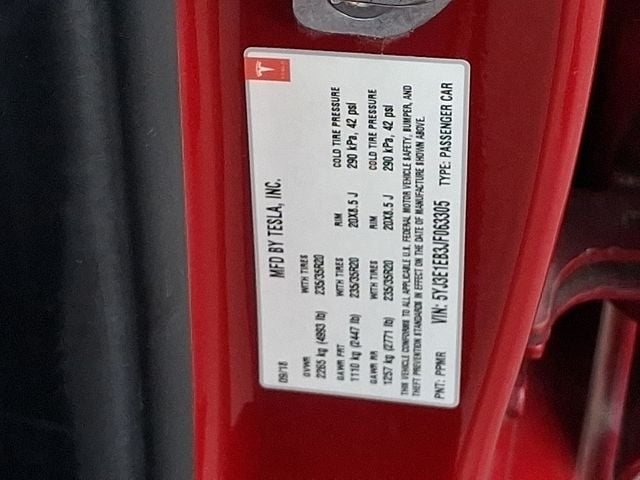 TESLA
MFD BY TESLA, INC.
09/18
GVWR WITH TIRES RIM COLD TIRE PRESSURE
2265 kg (4993 lb) 235/35R20 20X8.5 J 290 kPa, 42 psi
GAWR FRT WITH TIRES
1110 kg (2447 lb) 235/35R20
GAWR RR WITH TIRES RIM COLD TIRE PRESSURE
1257 kg (2771 lb) 235/35R20 20X8.5 J 290 kPa, 42 psi
THIS VEHICLE CONFORMS TO ALL APPLICABLE U.S. FEDERAL MOTOR VEHICLE SAFETY, BUMPER, AND
THEFT PREVENTION STANDARDS IN EFFECT ON THE DATE OF MANUFACTURE SHOWN ABOVE.
PNT: PPMR VIN: 5YJ3E1EB3JF063305 TYPE: PASSENGER CAR